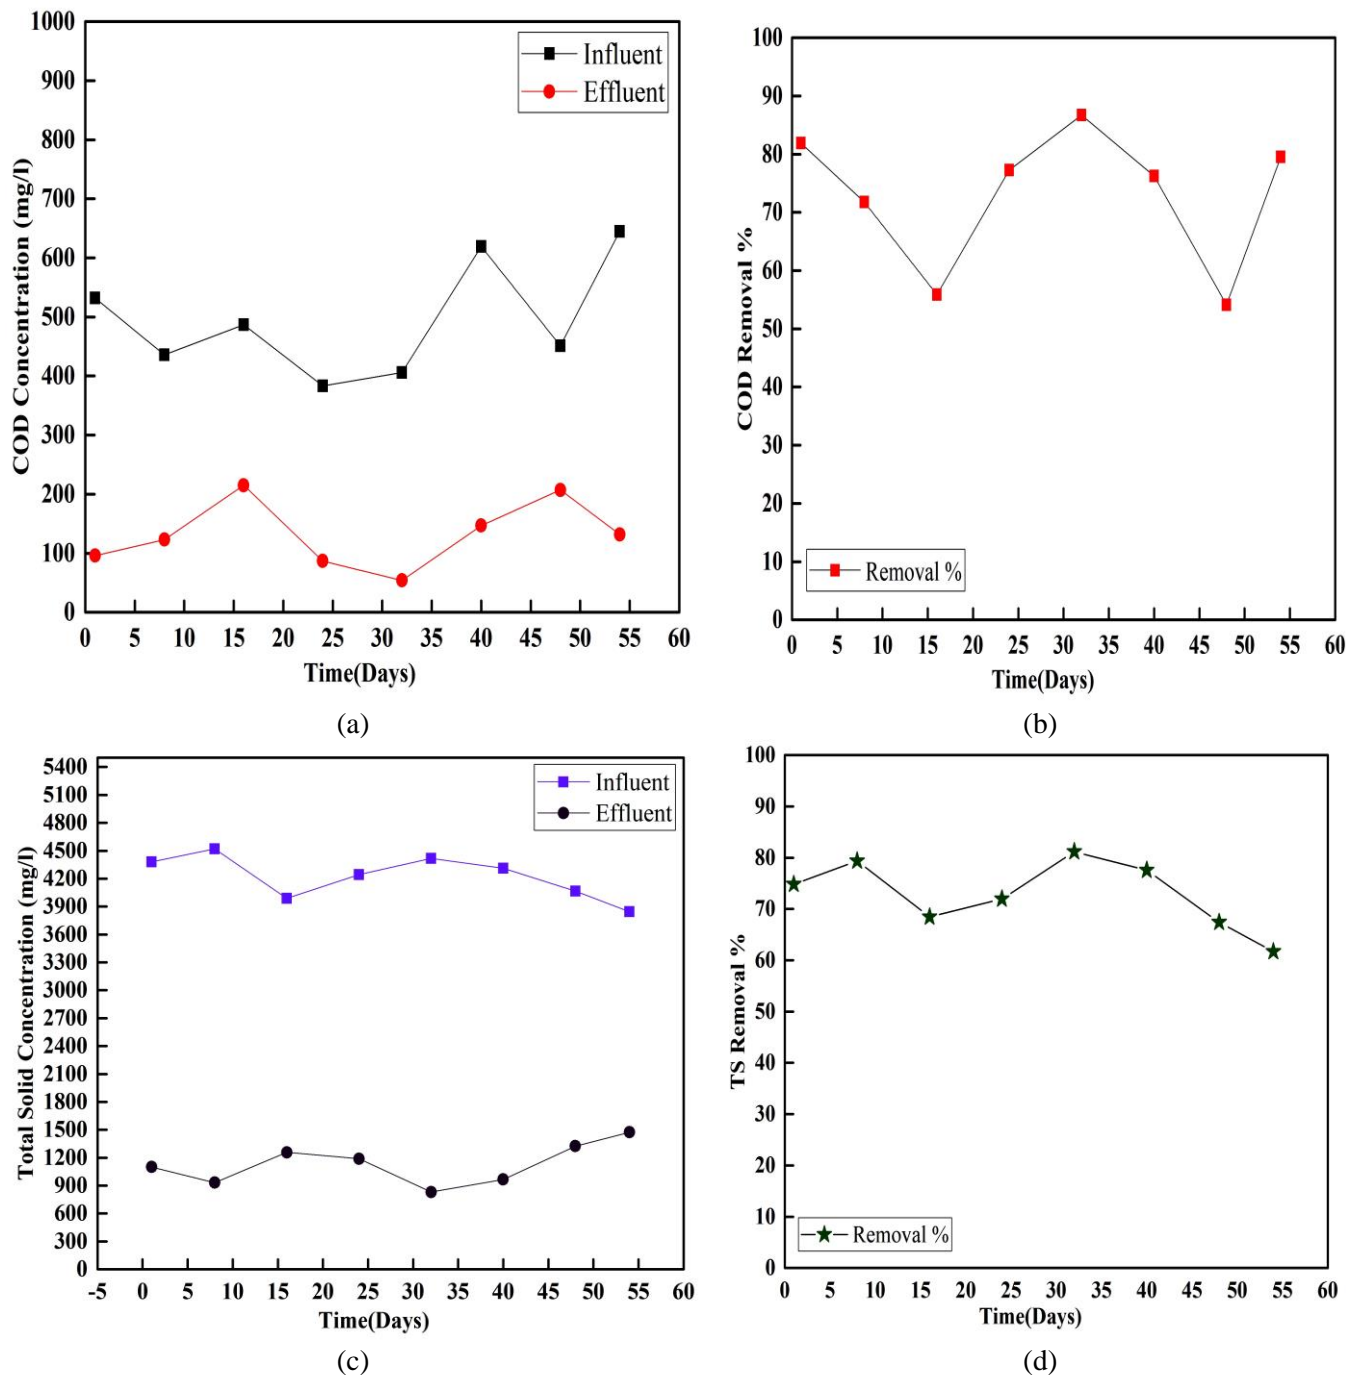 1000
900
800
700
600
500
400
300
200
100
0
COD Concentration (mg/l)
Influent
Effluent
0 5 10 15 20 25 30 35 40 45 50 55 60
Time(Days)
(a)
100
90
80
70
60
50
40
30
20
10
0
COD Removal %
Removal %
0 5 10 15 20 25 30 35 40 45 50 55 60
Time(Days)
(b)
5400
5100
4800
4500
4200
3900
3600
3300
3000
2700
2400
2100
1800
1500
1200
900
600
300
0
Total Solid Concentration (mg/l)
Influent
Effluent
-5 0 5 10 15 20 25 30 35 40 45 50 55 60
Time(Days)
(c)
100
90
80
70
60
50
40
30
20
10
0
TS Removal %
Removal %
0 5 10 15 20 25 30 35 40 45 50 55 60
Time(Days)
(d)